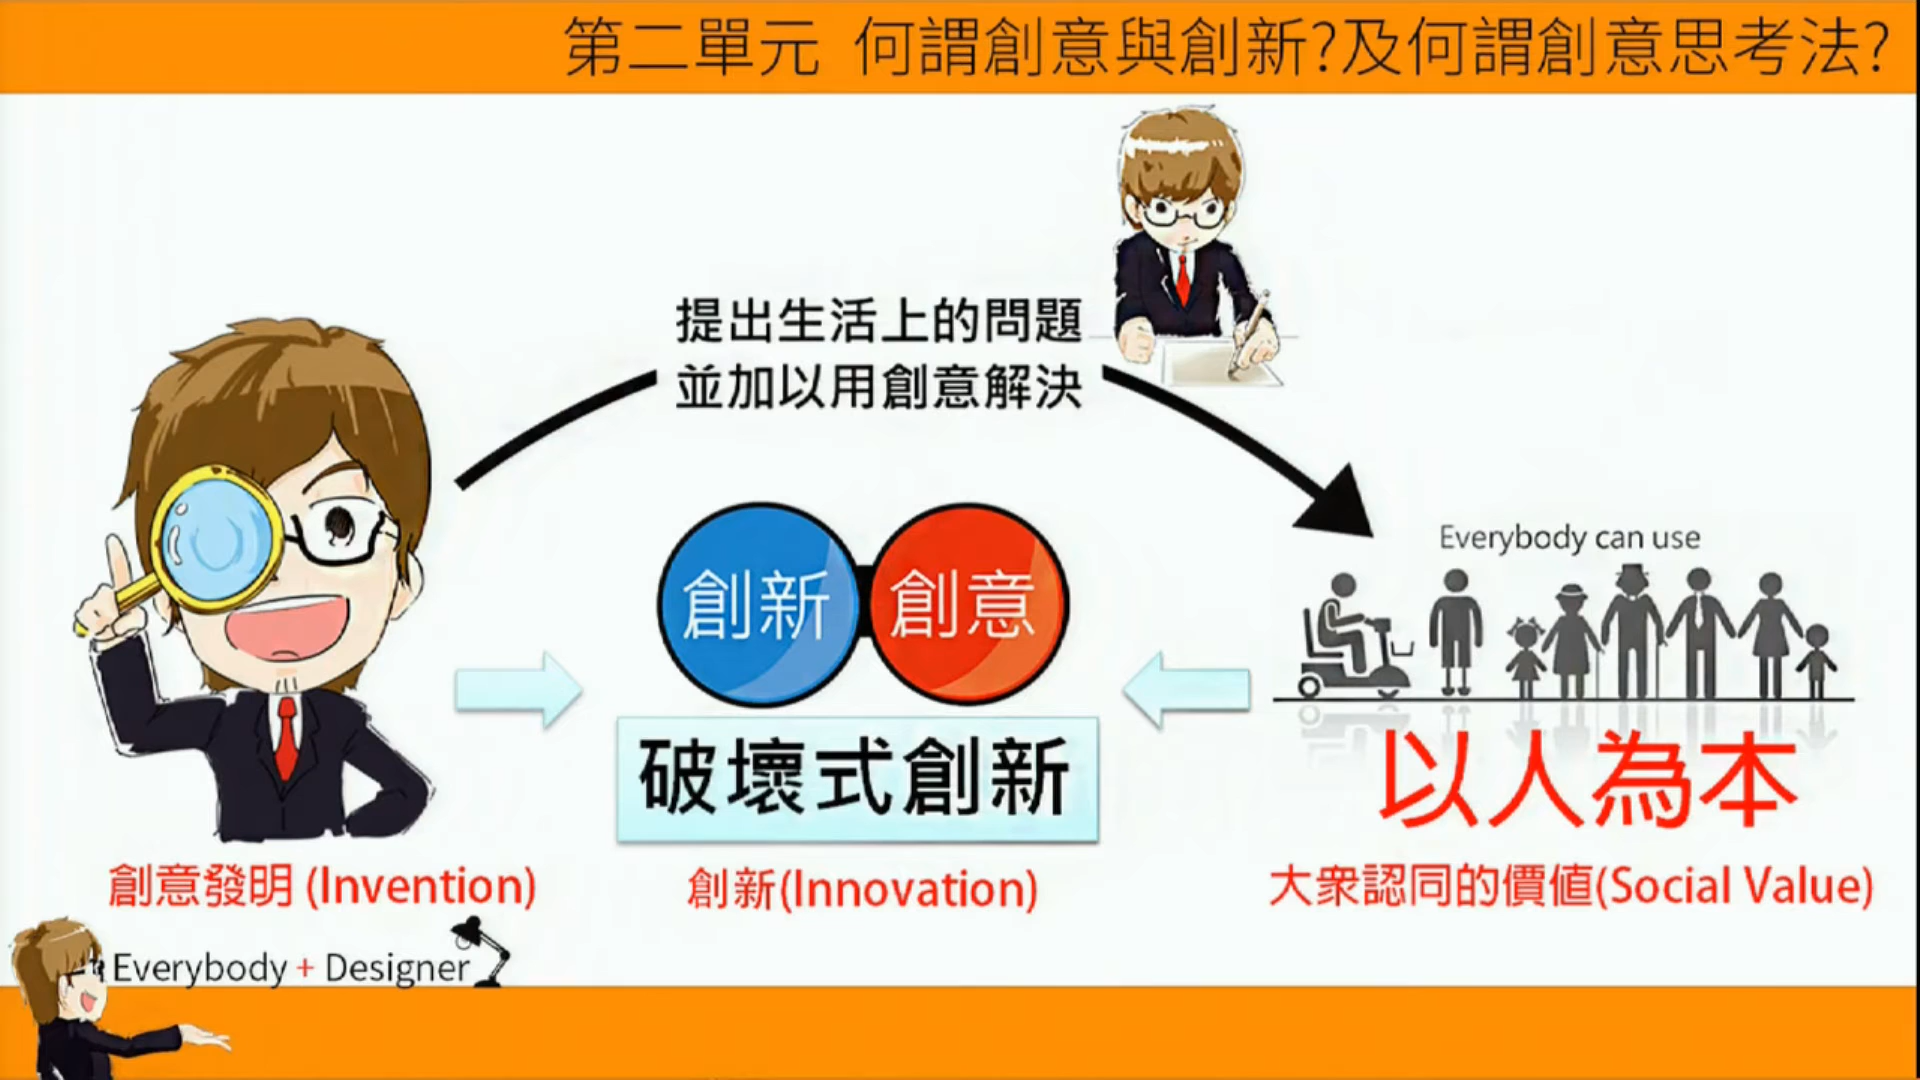 第二單元 何謂創意與創新?及何謂創意思考法?
提出生活上的問題
並加以用創意解決
Everybody can use
創新
創意
破壞式創新
以人為本
創意發明 (Invention)
創新(Innovation)
大眾認同的價值(Social Value)
Everybody + Designer